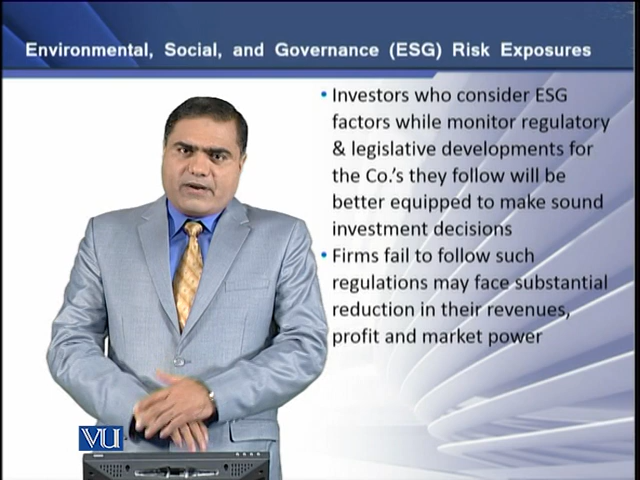 Environmental, Social, and Governance (ESG) Risk Exposures
• Investors who consider ESG
factors while monitor regulatory
& legislative developments for
the Co.'s they follow will be
better equipped to make sound
investment decisions
• Firms fail to follow such
regulations may face substantial
reduction in their revenues,
profit and market power
VU